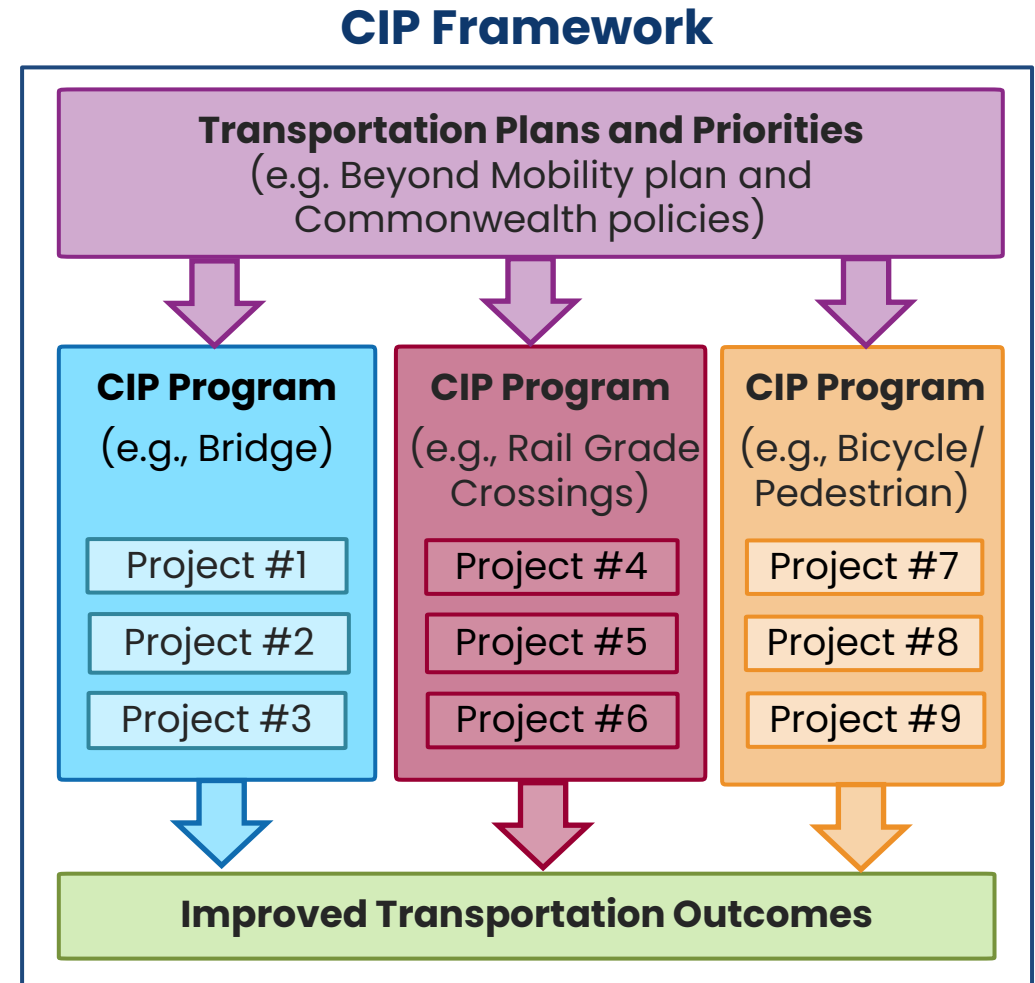 CIP Framework
Transportation Plans and Priorities
(e.g. Beyond Mobility plan and
Commonwealth policies)
CIP Program
(e.g., Bridge)
Project #1
Project #2
Project #3
CIP Program
(e.g., Rail Grade
Crossings)
Project #4
Project #5
Project #6
CIP Program
(e.g., Bicycle/
Pedestrian)
Project #7
Project #8
Project #9
Improved Transportation Outcomes